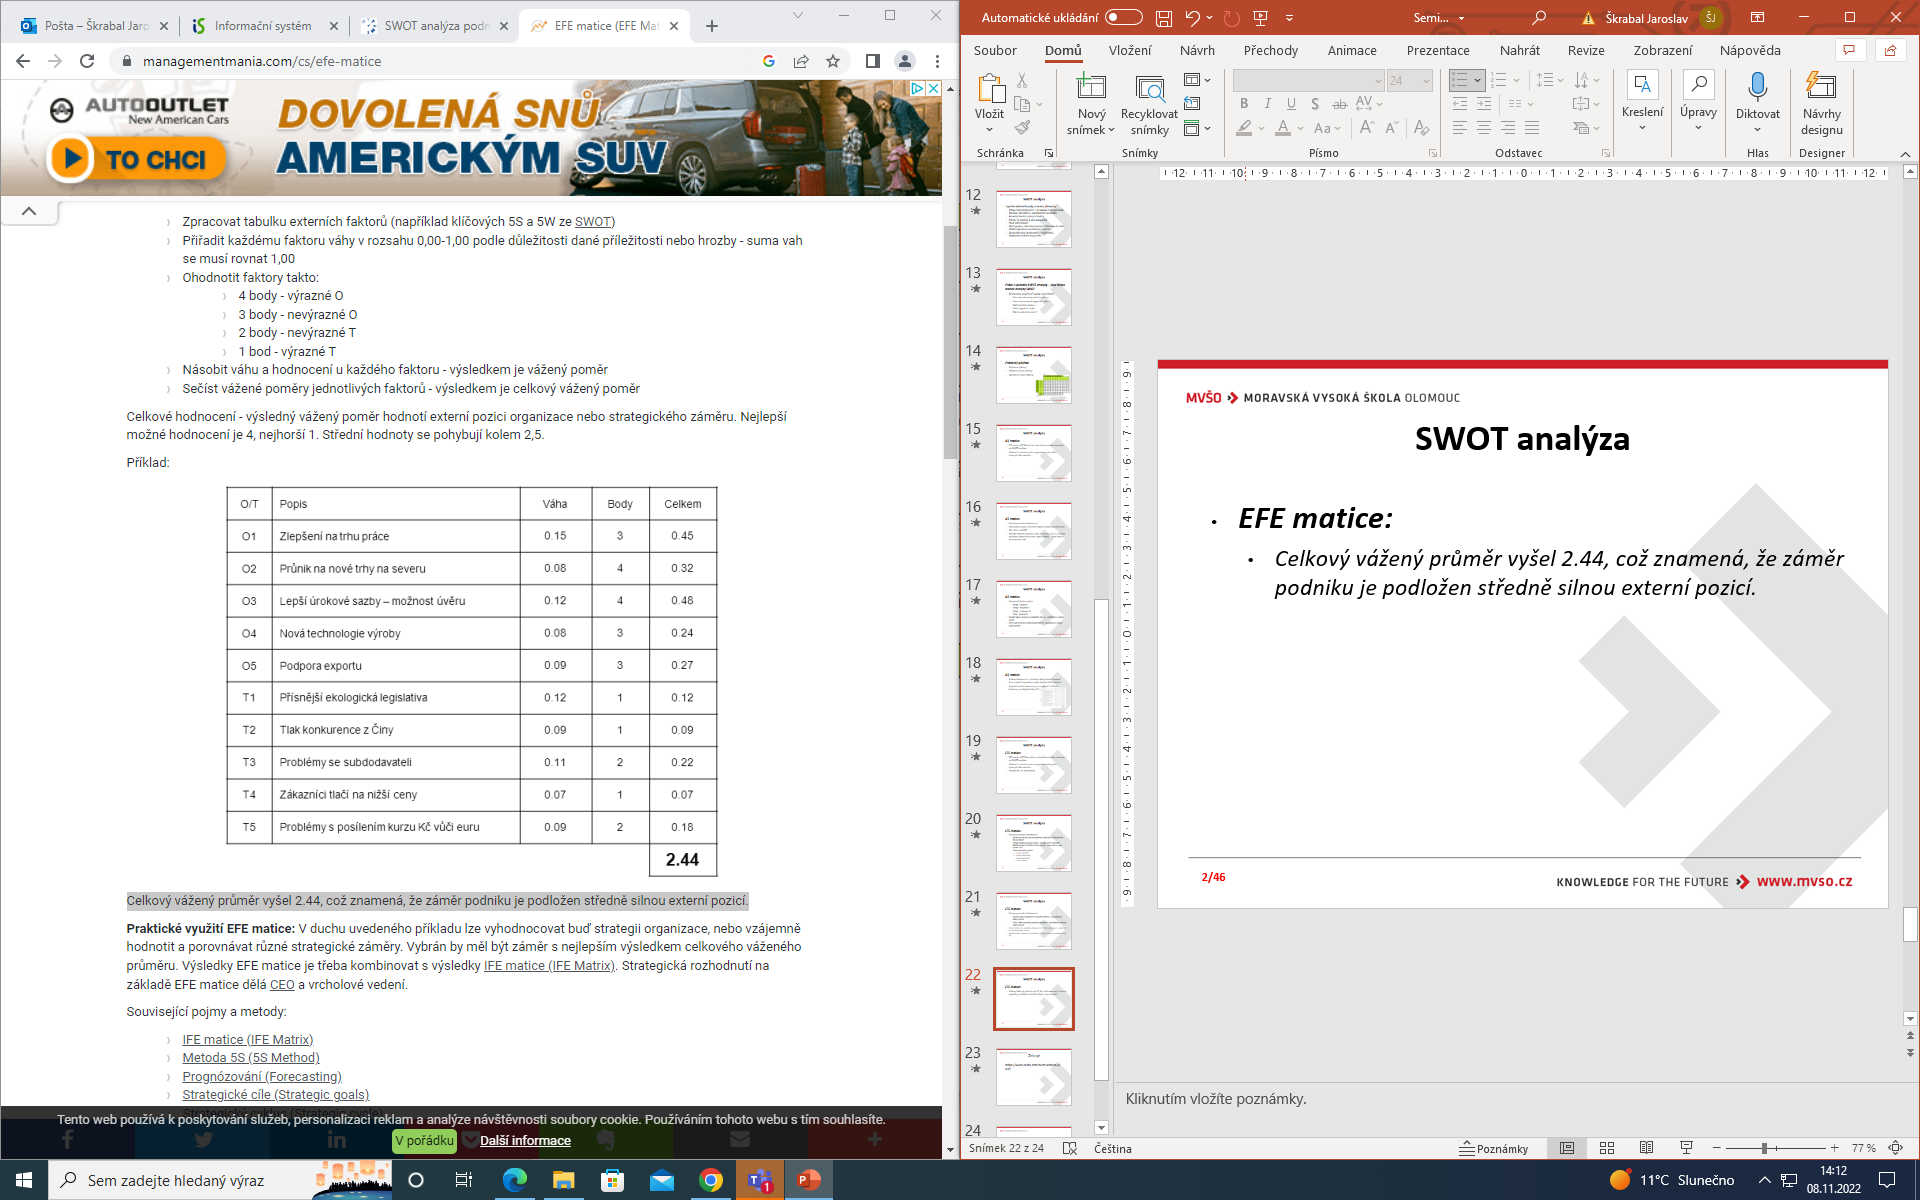 Pošta – Škrabal Jaro
Informační systém
SWOT analýza podn
EFE matice (EFE Mat
managementmania.com/cs/efe-matice
AUTOOUTLET
New American Cars
TO CHCI
DOVOLENÁ SNŮ
AMERICKÝM SUV
Zpracovat tabulku externích faktorů (například klíčových 5S a 5W ze SWOT)
Přiřadit každému faktoru váhy v rozsahu 0,00-1,00 podle důležitosti dané příležitosti nebo hrozby - suma vah
se musí rovnat 1,00
Ohodnotit faktory takto:
4 body - výrazné O
3 body - nevýrazné O
2 body - nevýrazné T
1 bod - výrazné T
Násobit váhu a hodnocení u každého faktoru - výsledkem je vážený poměr
Sečíst vážené poměry jednotlivých faktorů - výsledkem je celkový vážený poměr
Celkové hodnocení - výsledný vážený poměr hodnotí externí pozici organizace nebo strategického záměru. Nejlepší
možné hodnocení je 4, nejhorší 1. Střední hodnoty se pohybují kolem 2,5.
Příklad:
O/T Popis Váha Body Celkem
O1 Zlepšení na trhu práce 0.15 3 0.45
O2 Průnik na nové trhy na severu 0.08 4 0.32
O3 Lepší úrokové sazby – možnost úvěru 0.12 4 0.48
O4 Nová technologie výroby 0.08 3 0.24
O5 Podpora exportu 0.09 3 0.27
T1 Přísnější ekologická legislativa 0.12 1 0.12
T2 Tlak konkurence z Číny 0.09 1 0.09
T3 Problémy se subdodavateli 0.11 2 0.22
T4 Zákazníci tlačí na nižší ceny 0.07 1 0.07
T5 Problémy s posílením kurzu Kč vůči euru 0.09 2 0.18
2.44
Celkový vážený průměr vyšel 2.44, což znamená, že záměr podniku je podložen středně silnou externí pozicí.
Praktické využití EFE matice: V duchu uvedeného příkladu lze vyhodnocovat buď strategii organizace, nebo vzájemně
hodnotit a porovnávat různé strategické záměry. Vybrán by měl být záměr s nejlepším výsledkem celkového váženého
průměru. Výsledky EFE matice je třeba kombinovat s výsledky IFE matice (IFE Matrix). Strategická rozhodnutí na
základě EFE matice dělá CEO a vrcholové vedení.
Související pojmy a metody:
IFE matice (IFE Matrix)
Metoda 5S (5S Method)
Prognózování (Forecasting)
Strategické cíle (Strategic goals)
Tento web používá k poskytování služeb, personalizaci reklam a analýze návštěvnosti soubory cookie. Používáním tohoto webu s tím souhlasíte.
V pořádku Další informace
Sem zadejte hledaný výraz
Automatické ukládání
Semi...
Škrabal Jaroslav
ŠJ
Soubor Domů Vložení Návrh Přechody Animace Prezentace Nahrát Revize Zobrazení Nápověda
Vložit
Nový
snímek
Recyklovat
snímky
24
Kreslení
Úpravy
Diktovat
Návrhy
designu
Schránka Snímky Písmo Odstavec Hlas Designer
12
13
14
15
16
17
18
19
20
21
22
23
24
MVŠO MORAVSKÁ VYSOKÁ ŠKOLA OLOMOUC
SWOT analýza
EFE matice:
Celkový vážený průměr vyšel 2.44, což znamená, že záměr
podniku je podložen středně silnou externí pozicí.
2/46
KNOWLEDGE FOR THE FUTURE www.mvso.cz
Kliknutím vložíte poznámky.
Snímek 22 z 24
Čeština
Poznámky
77 %
11°C Slunečno
14:12
08.11.2022